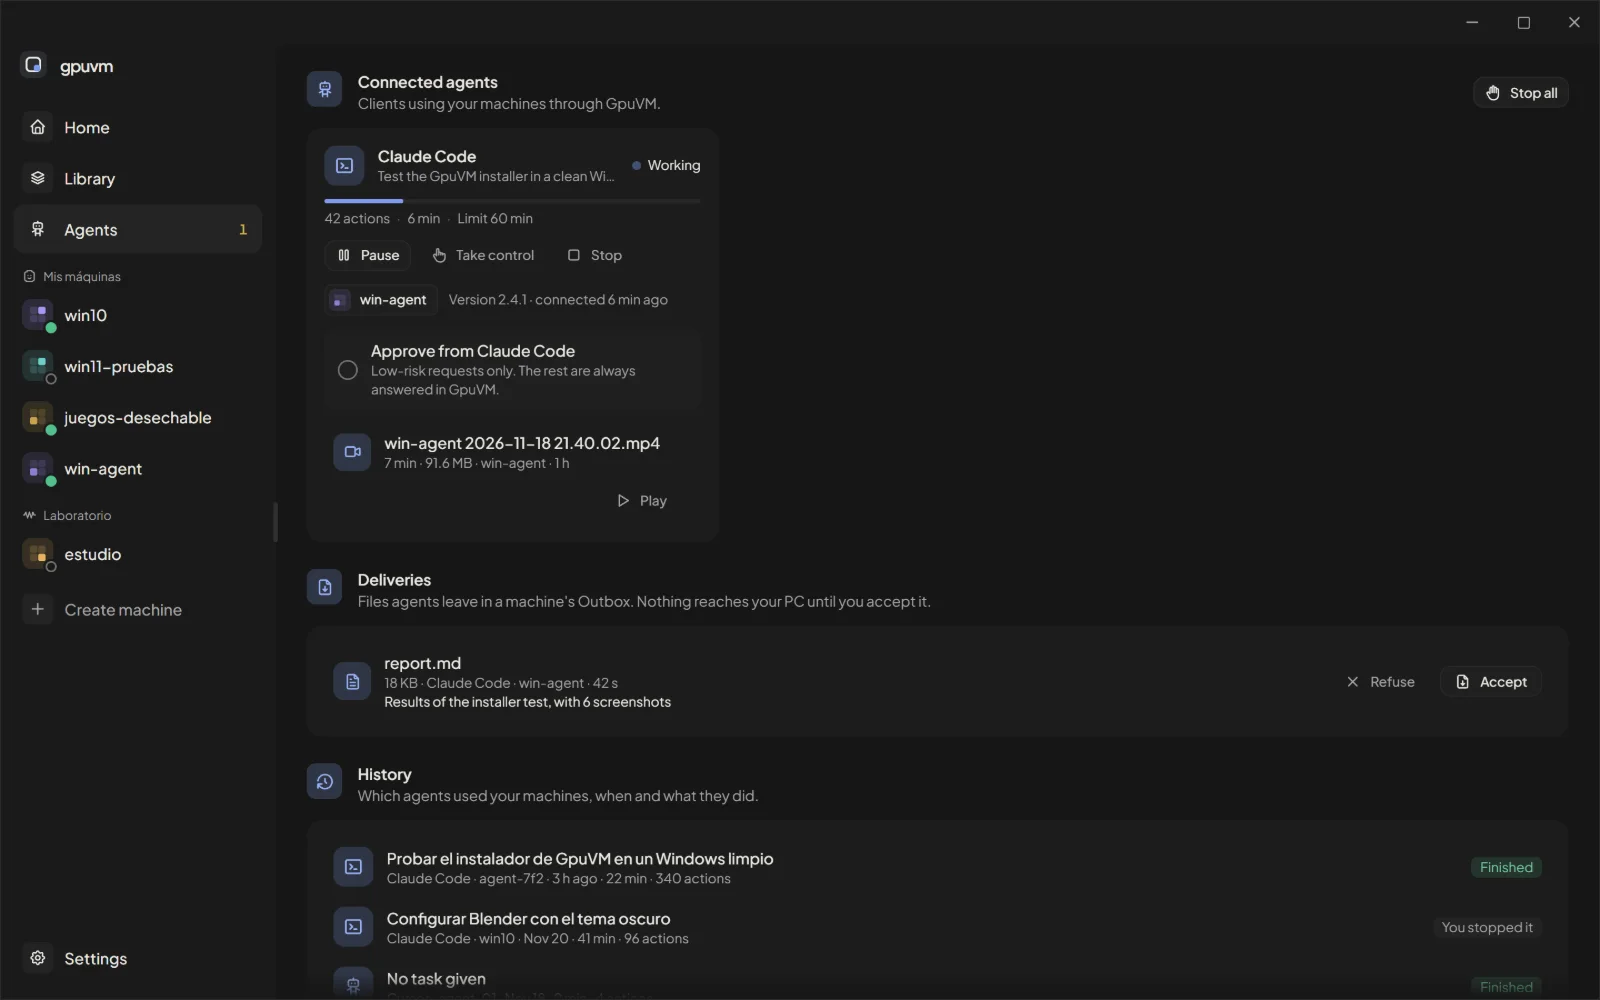 gpuvm
Home
Library
Agents 1
Mis máquinas
win10
win11-pruebas
juegos-desechable
win-agent
Laboratorio
estudio
Create machine
Settings
Connected agents
Clients using your machines through GpuVM.
Stop all
Claude Code
Test the GpuVM installer in a clean Wi...
Working
42 actions · 6 min · Limit 60 min
Pause Take control Stop
win-agent Version 2.4.1 · connected 6 min ago
Approve from Claude Code
Low-risk requests only. The rest are always
answered in GpuVM.
win-agent 2026-11-18 21.40.02.mp4
7 min · 91.6 MB · win-agent · 1 h
Play
Deliveries
Files agents leave in a machine's Outbox. Nothing reaches your PC until you accept it.
report.md
18 KB · Claude Code · win-agent · 42 s
Results of the installer test, with 6 screenshots
Refuse Accept
History
Which agents used your machines, when and what they did.
Probar el instalador de GpuVM en un Windows limpio
Claude Code · agent-7f2 · 3 h ago · 22 min · 340 actions
Finished
Configurar Blender con el tema oscuro
Claude Code · win10 · Nov 20 · 41 min · 96 actions
You stopped it
No task given
Finished